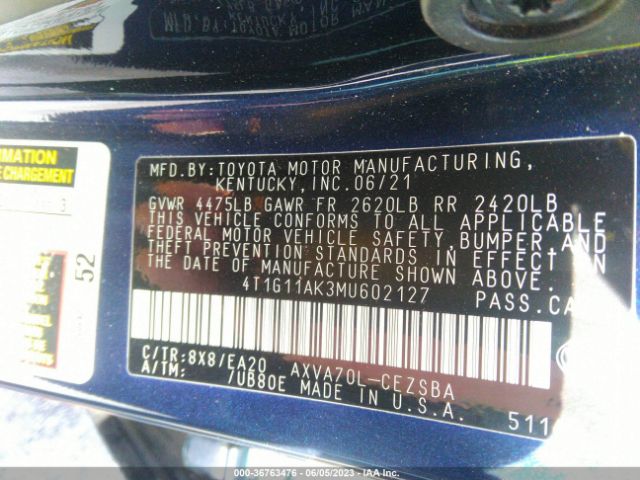 MFD.BY:TOYOTA MOTOR MANUFACTURING,
KENTUCKY, INC. 06/21
GVWR 4475LB GAWR FR 2620LB RR 2420LB
THIS VEHICLE CONFORMS TO ALL APPLICABLE
FEDERAL MOTOR VEHICLE SAFETY, BUMPER, AND
THEFT PREVENTION STANDARDS IN EFFECT ON
THE DATE OF MANUFACTURE SHOWN ABOVE.
4T1G11AK3MU602127 PASS.CA
C/TR:8X8/EA20 AXVA70L-CEZSBA
A/TM: /UB80E MADE IN U.S.A.
511
MATION
E CHARGEMENT
52
© - 36763476 - 06/05/2023 - IAA Inc.